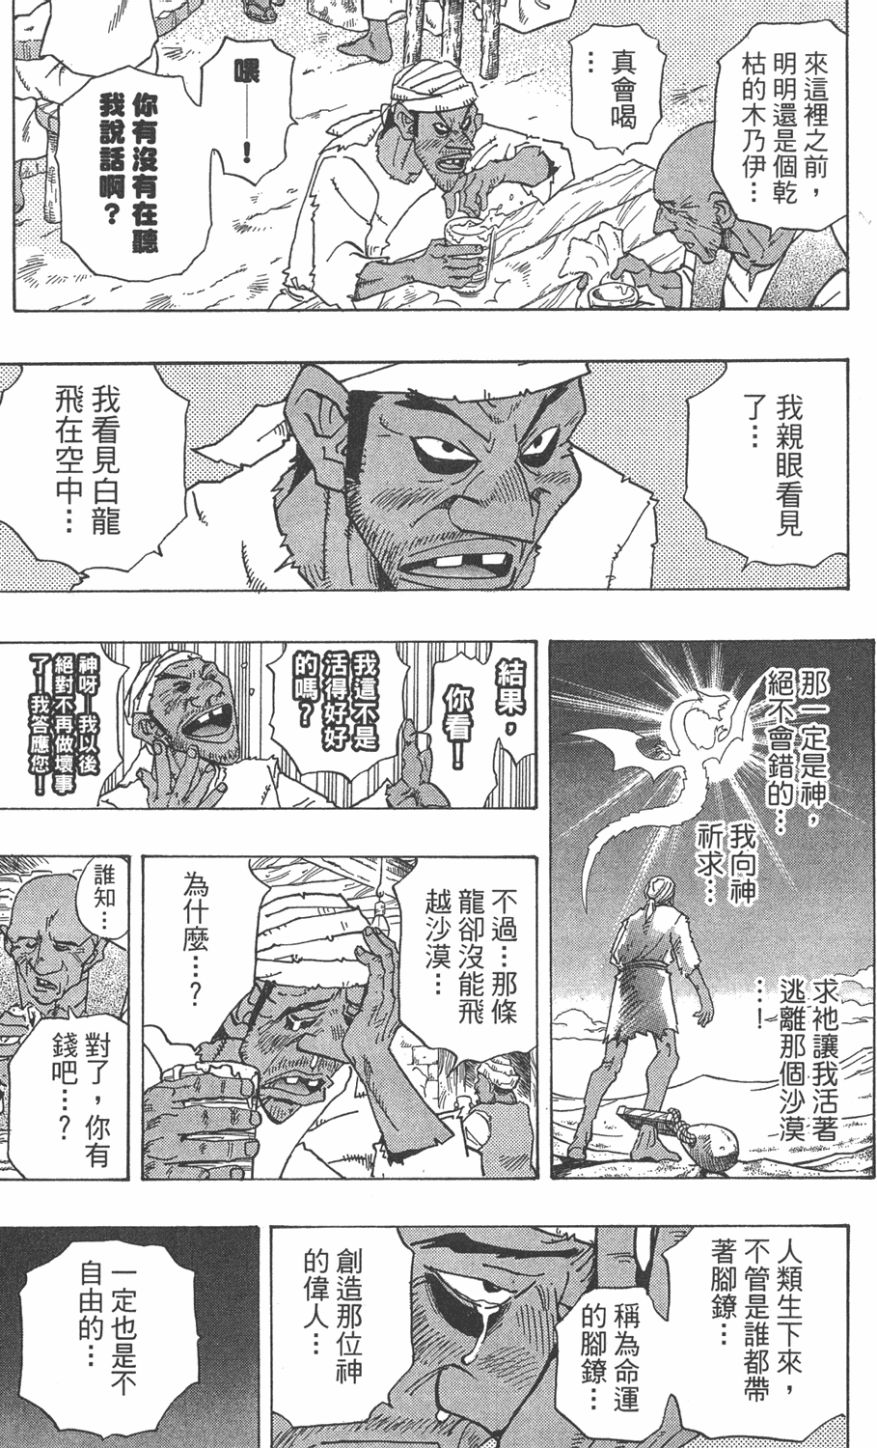 來這裡之前，
明明還是個乾
枯的木乃伊…
真會喝
…
喂——！
你有沒有在聽
我說話啊？
我親眼看見
了…
我看見白龍
飛在空中…
那一定是神，
絕不會錯的…
我向神
祈求…
求祂讓我活著
逃離那個沙漠
…！
結果，
你看！
我這不是
活得好好
的嗎？
神呀—我以後
絕對不再做壞事
了—我答應您！
不過…那條
龍卻沒能飛
越沙漠…
為什麼…？
誰知…
對了，你有
錢吧…？
人類生下來，
不管是誰都帶
著腳鐐…
稱為命運
的腳鐐…
創造那位神
的偉人…
一定也是不
自由的…